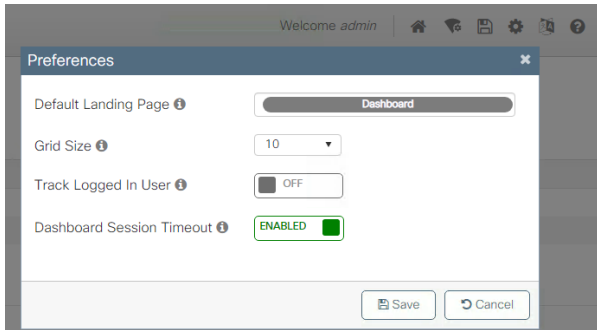 Welcome admin
Preferences
Default Landing Page
Dashboard
Grid Size
10
Track Logged In User
OFF
Dashboard Session Timeout
ENABLED
Save
Cancel